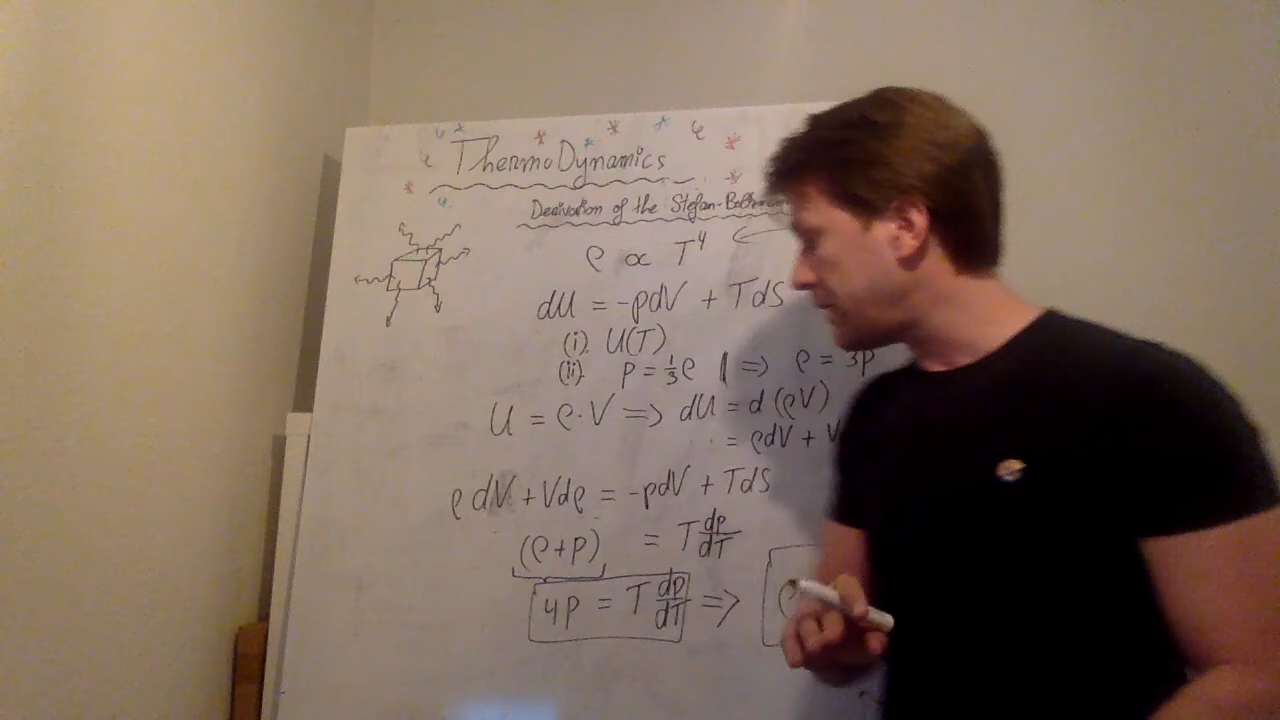 ThermoDynamics
Derivation of the Stefan-
ρ ∝ T⁴
dU = -pdV + TdS
(i). U(T)
(ii). P = ⅓ρ | ⟹ ρ = 3p
U = ρ·V ⟹ dU = d(ρV)
= ρdV + V
ρdV + Vdρ = -pdV + TdS
(ρ+p) = T dp/dT
4p = T dp/dT ⟹ ρ